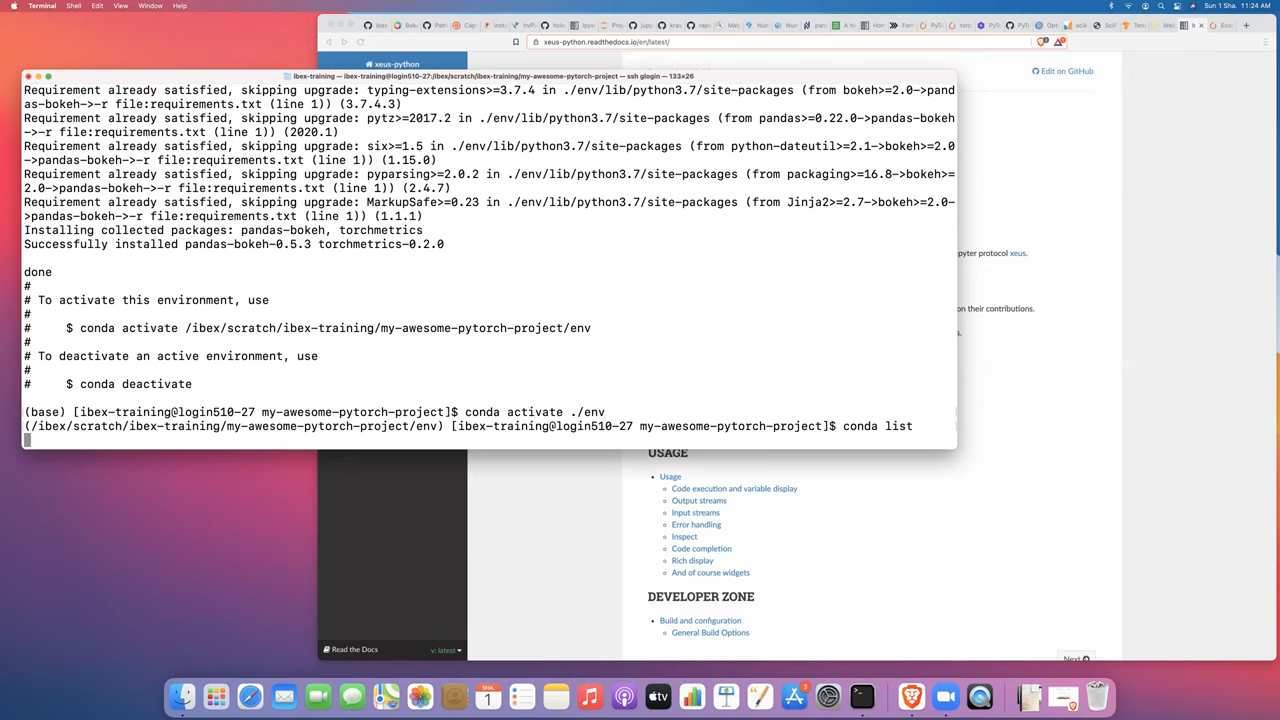 Terminal Shell Edit View Window Help
Sun 1 Sha. 11:24 AM
xeus-python.readthedocs.io/en/latest/
xeus-python
Edit on GitHub
ibex-training — ibex-training@login510-27:/ibex/scratch/ibex-training/my-awesome-pytorch-project — ssh glogin — 133×26
Requirement already satisfied, skipping upgrade: typing-extensions>=3.7.4 in ./env/lib/python3.7/site-packages (from bokeh>=2.0->pand
as-bokeh->-r file:requirements.txt (line 1)) (3.7.4.3)
Requirement already satisfied, skipping upgrade: pytz>=2017.2 in ./env/lib/python3.7/site-packages (from pandas>=0.22.0->pandas-bokeh
->-r file:requirements.txt (line 1)) (2020.1)
Requirement already satisfied, skipping upgrade: six>=1.5 in ./env/lib/python3.7/site-packages (from python-dateutil>=2.1->bokeh>=2.0
->pandas-bokeh->-r file:requirements.txt (line 1)) (1.15.0)
Requirement already satisfied, skipping upgrade: pyparsing>=2.0.2 in ./env/lib/python3.7/site-packages (from packaging>=16.8->bokeh>=
2.0->pandas-bokeh->-r file:requirements.txt (line 1)) (2.4.7)
Requirement already satisfied, skipping upgrade: MarkupSafe>=0.23 in ./env/lib/python3.7/site-packages (from Jinja2>=2.7->bokeh>=2.0-
>pandas-bokeh->-r file:requirements.txt (line 1)) (1.1.1)
Installing collected packages: pandas-bokeh, torchmetrics
Successfully installed pandas-bokeh-0.5.3 torchmetrics-0.2.0
done
#
# To activate this environment, use
#
# $ conda activate /ibex/scratch/ibex-training/my-awesome-pytorch-project/env
#
# To deactivate an active environment, use
#
# $ conda deactivate
(base) [ibex-training@login510-27 my-awesome-pytorch-project]$ conda activate ./env
(/ibex/scratch/ibex-training/my-awesome-pytorch-project/env) [ibex-training@login510-27 my-awesome-pytorch-project]$ conda list
pyter protocol xeus.
on their contributions.
s.
USAGE
Usage
Code execution and variable display
Output streams
Input streams
Error handling
Inspect
Code completion
Rich display
And of course widgets
DEVELOPER ZONE
Build and configuration
General Build Options
Read the Docs
v: latest
Next
SHA.
1
3
tv